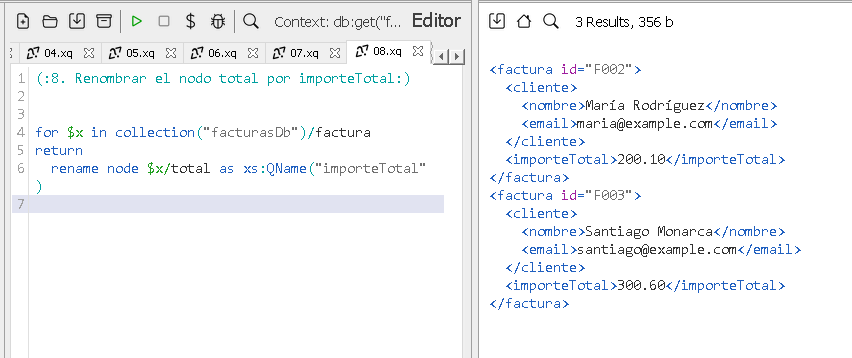 Context: db:get("f... Editor
04.xq 05.xq 06.xq 07.xq 08.xq
1 (:8. Renombrar el nodo total por importeTotal:)
2
3
4 for $x in collection("facturasDb")/factura
5 return
6 rename node $x/total as xs:QName("importeTotal"
)
7
3 Results, 356 b
<factura id="F002">
<cliente>
<nombre>María Rodríguez</nombre>
<email>maria@example.com</email>
</cliente>
<importeTotal>200.10</importeTotal>
</factura>
<factura id="F003">
<cliente>
<nombre>Santiago Monarca</nombre>
<email>santiago@example.com</email>
</cliente>
<importeTotal>300.60</importeTotal>
</factura>